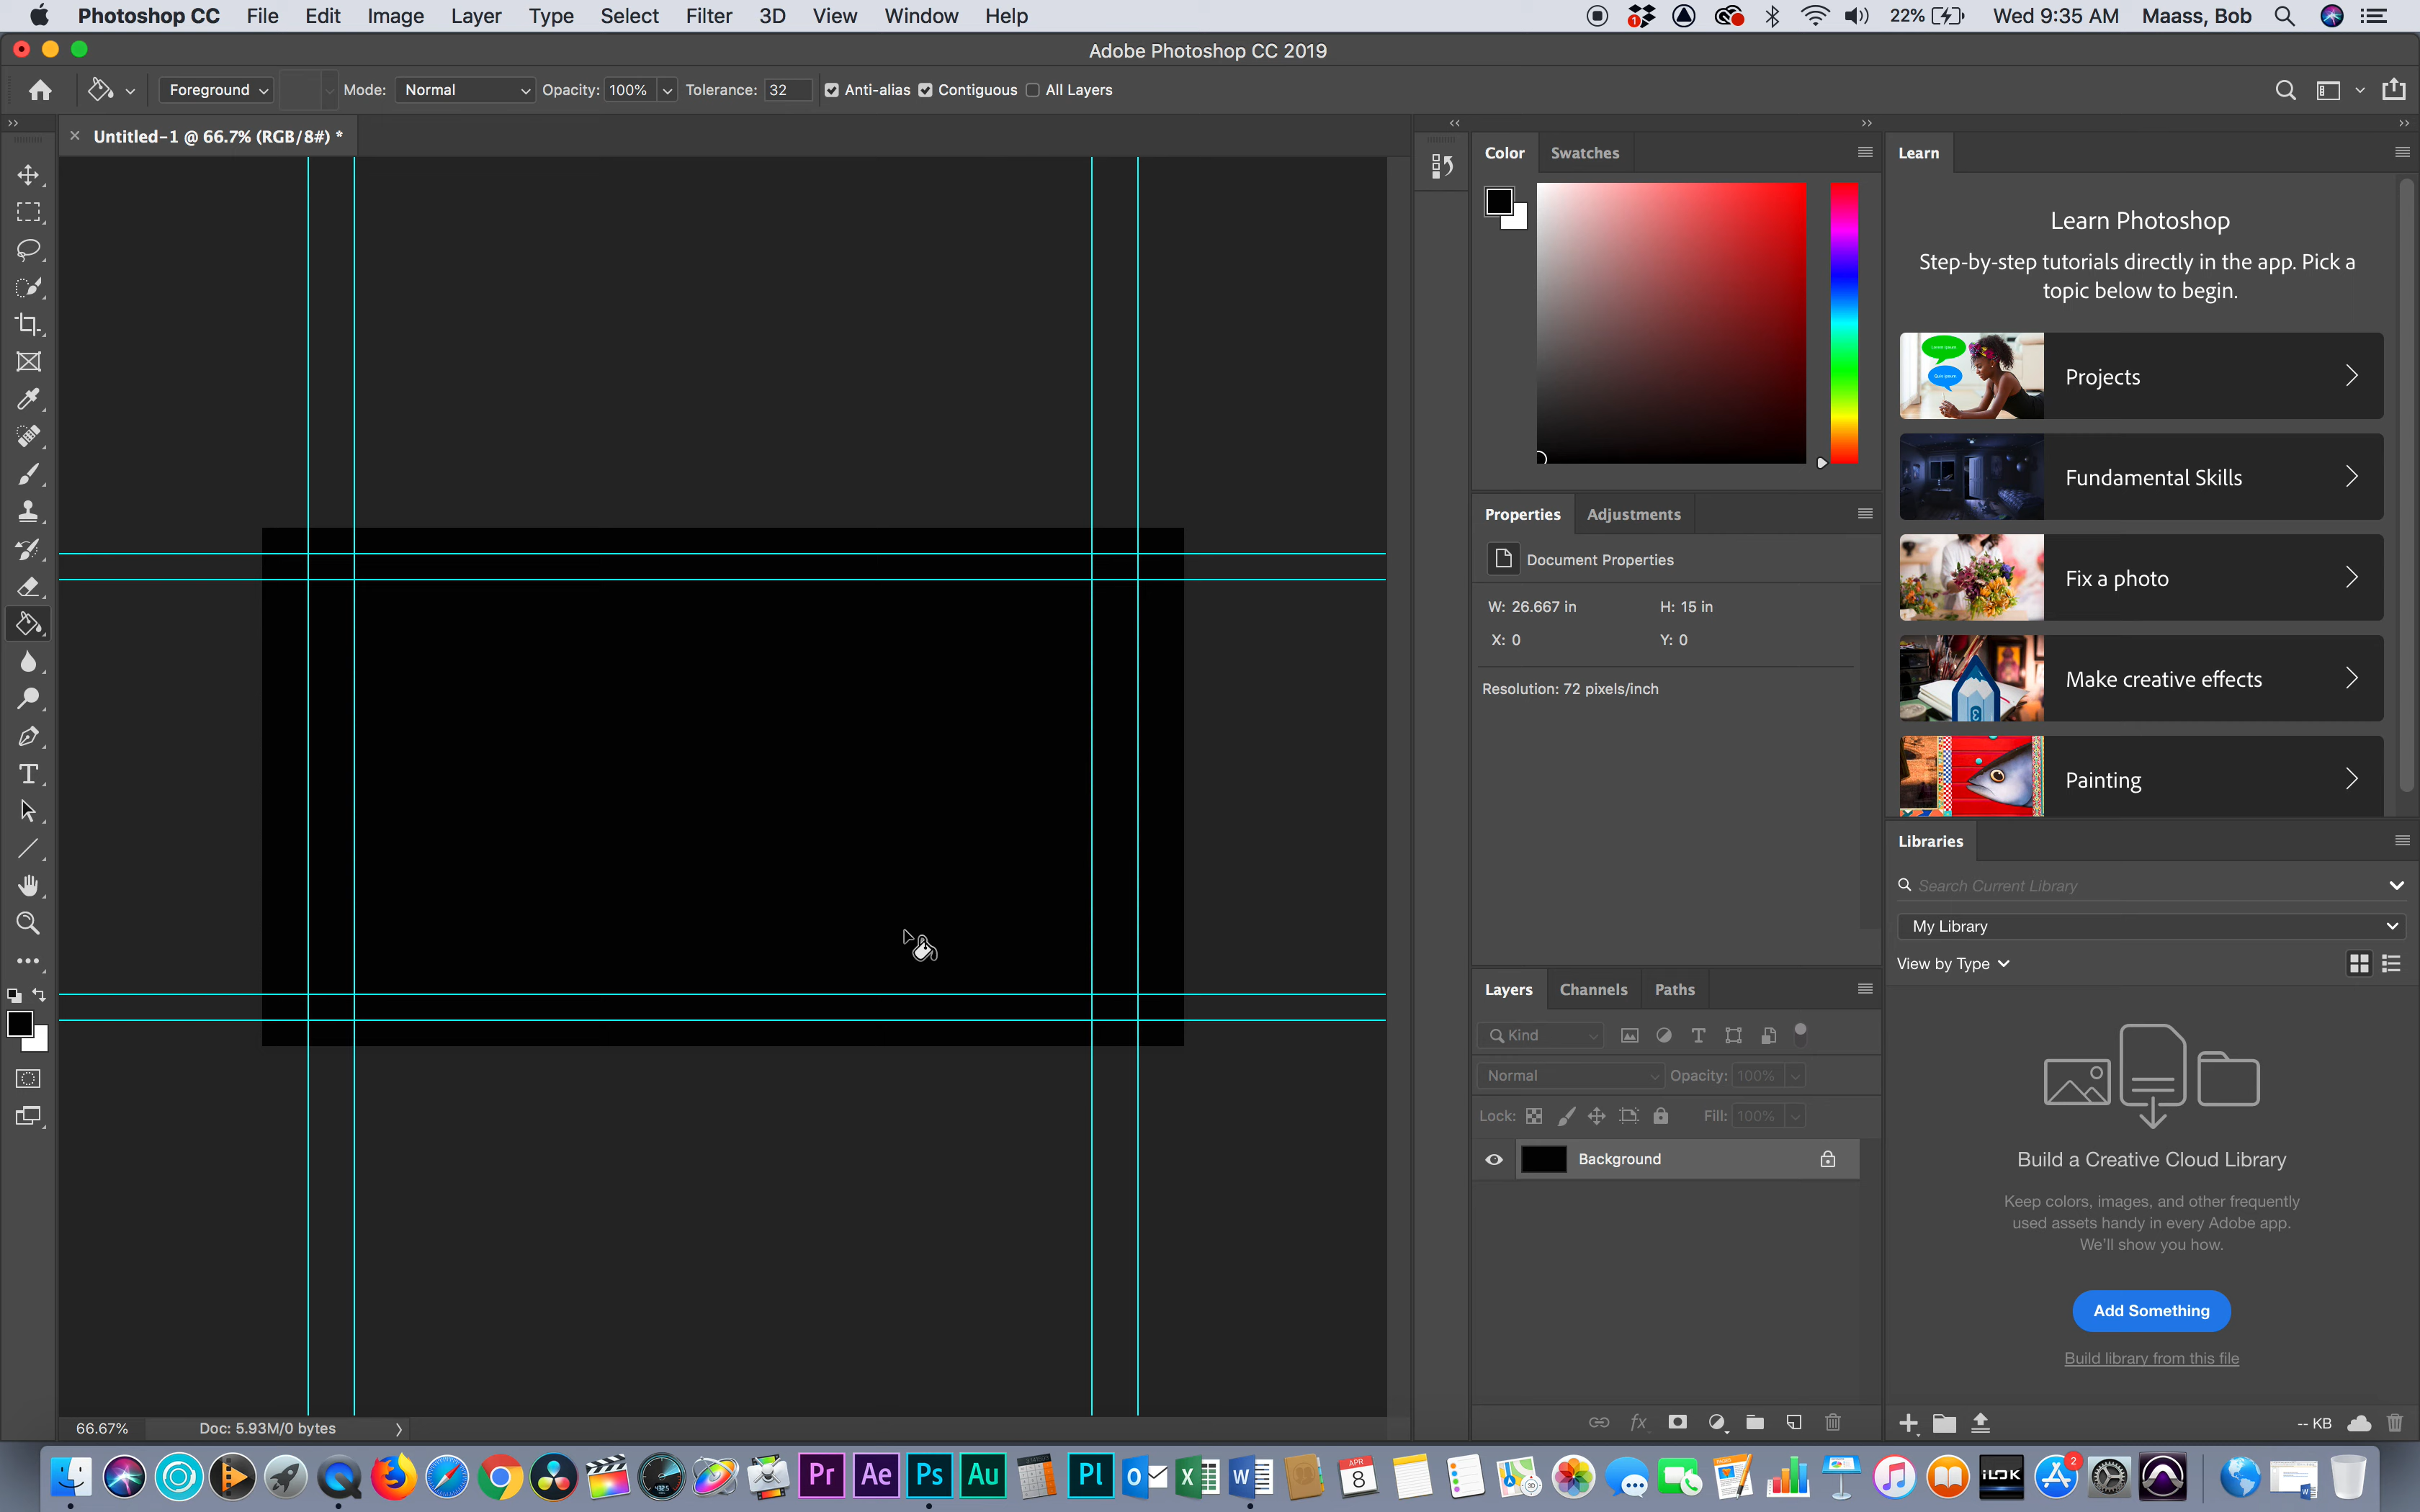 Photoshop CC File Edit Image Layer Type Select Filter 3D View Window Help
1 22% Wed 9:35 AM Maass, Bob
Adobe Photoshop CC 2019
Foreground Mode: Normal Opacity: 100% Tolerance: 32 Anti-alias Contiguous All Layers
Untitled-1 @ 66.7% (RGB/8#) *
Color Swatches
Properties Adjustments
Document Properties
W: 26.667 in H: 15 in
X: 0 Y: 0
Resolution: 72 pixels/inch
Layers Channels Paths
Kind
Normal Opacity: 100%
Lock: Fill: 100%
Background
fx
Learn
Learn Photoshop
Step-by-step tutorials directly in the app. Pick a
topic below to begin.
Projects
Fundamental Skills
Fix a photo
Make creative effects
Painting
Libraries
Search Current Library
My Library
View by Type
Build a Creative Cloud Library
Keep colors, images, and other frequently
used assets handy in every Adobe app.
We'll show you how.
Add Something
Build library from this file
-- KB
66.67% Doc: 5.93M/0 bytes
Pr Ae Ps Au Pl APR 8 iLOK 2